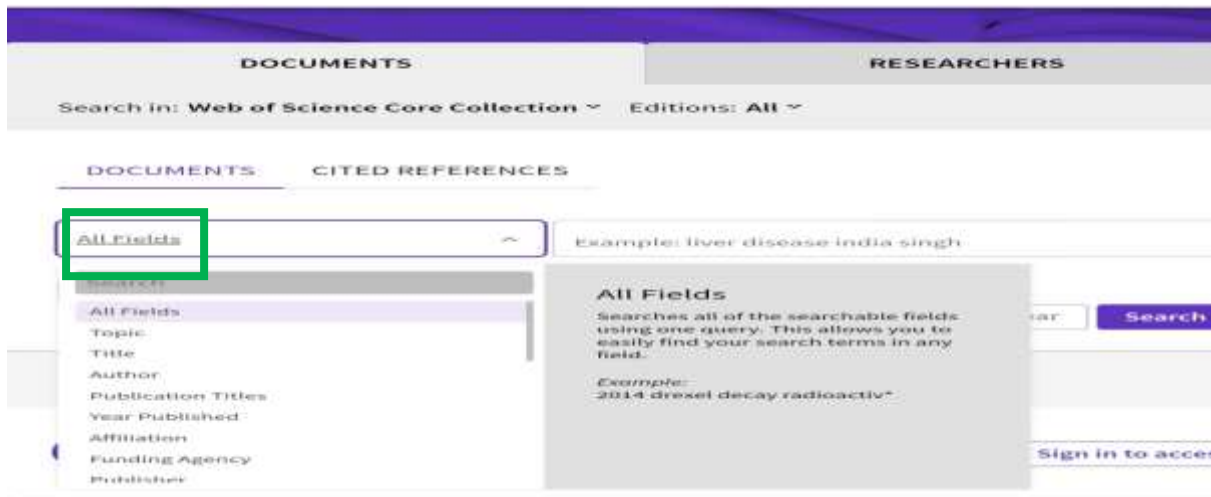 DOCUMENTS
RESEARCHERS
Search in: Web of Science Core Collection Editions: All
DOCUMENTS
CITED REFERENCES
All Fields
Example: liver disease india singh
Search
All Fields
Topic
Title
Author
Publication Titles
Year Published
Affiliation
Funding Agency
Publisher
All Fields
Searches all of the searchable fields
using one query. This allows you to
easily find your search terms in any
field.
Example:
2014 drexel decay radioactiv*
ar
Search
Sign in to acces